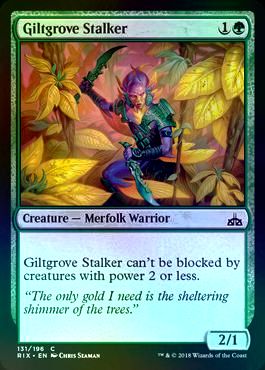 Giltgrove Stalker 1
Creature — Merfolk Warrior
Giltgrove Stalker can't be blocked by
creatures with power 2 or less.
"The only gold I need is the sheltering
shimmer of the trees."
131/196 C
RIX • EN Chris Seaman
™ & © 2018 Wizards of the Coast
2/1